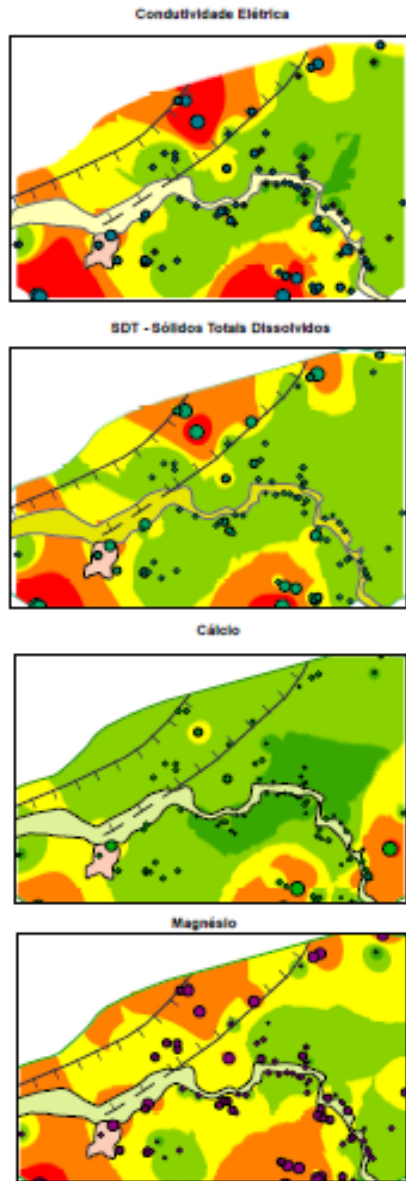 Condutividade Elétrica
SDT - Sólidos Totais Dissolvidos
Cálcio
Magnésio